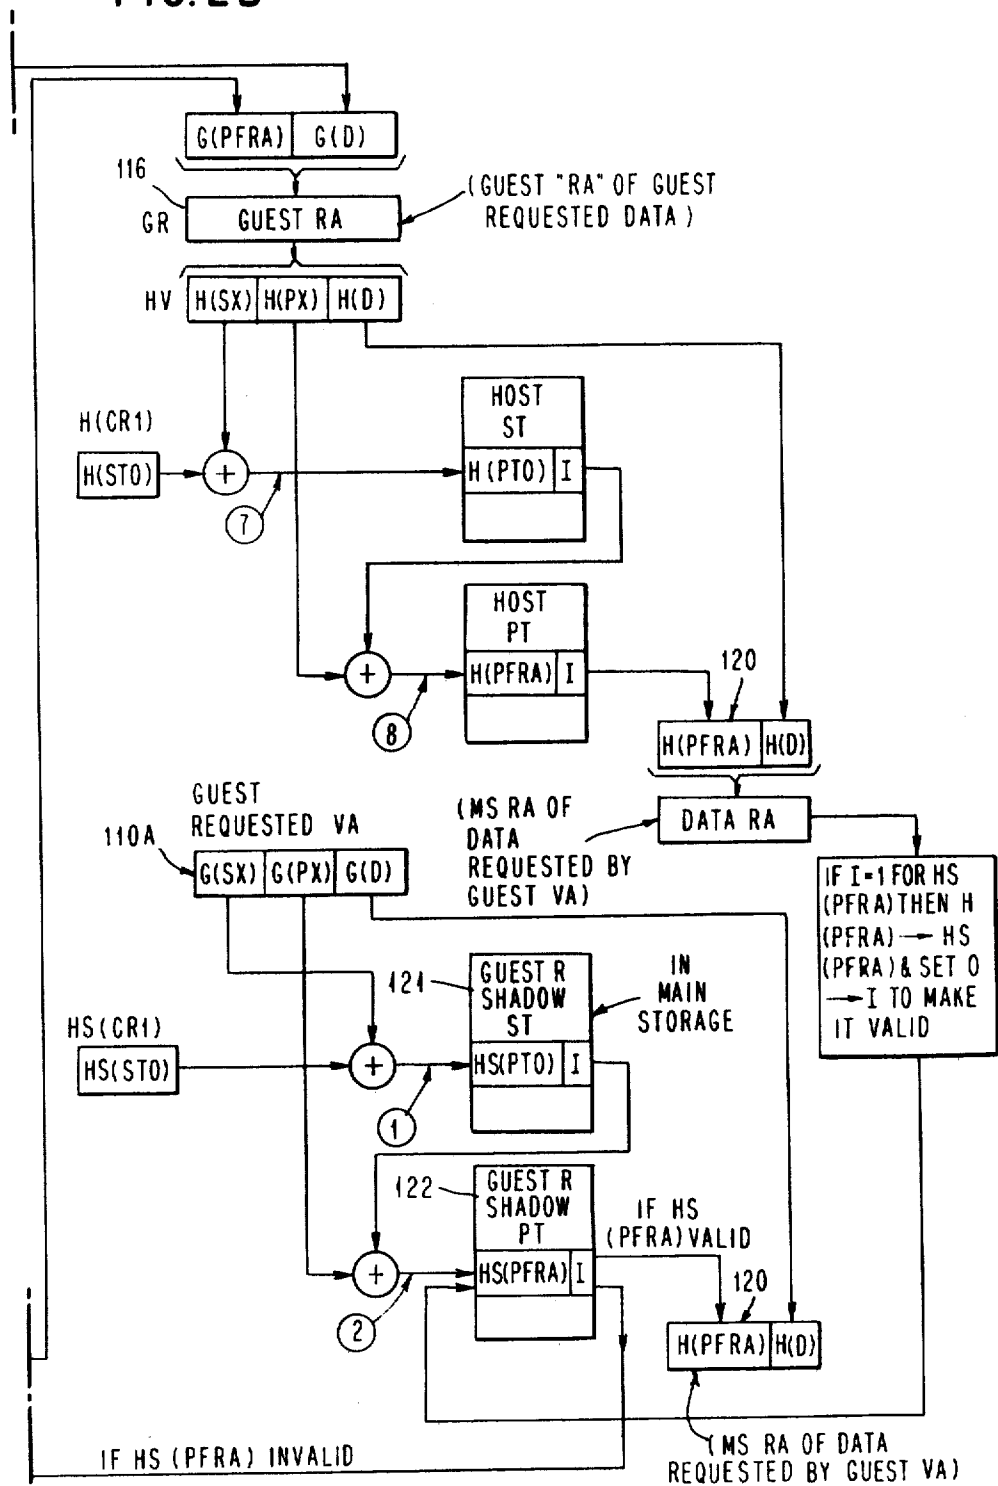 FIG. 2B
G(PFRA) G(D)
116
GR GUEST RA
(GUEST "RA" OF GUEST
REQUESTED DATA)
HV H(SX) H(PX) H(D)
H(CR1)
H(STO)
+
7
HOST
ST
H(PTO) I
HOST
PT
H(PFRA) I
+
8
120
H(PFRA) H(D)
DATA RA
(MS RA OF
DATA
REQUESTED BY
GUEST VA)
IF I=1 FOR HS
(PFRA) THEN H
(PFRA) → HS
(PFRA) & SET 0
→ I TO MAKE
IT VALID
GUEST
REQUESTED VA
110A
G(SX) G(PX) G(D)
HS(CR1)
HS(STO)
+
1
121
GUEST R
SHADOW
ST
HS(PTO) I
IN
MAIN
STORAGE
122
GUEST R
SHADOW
PT
HS(PFRA) I
+
2
IF HS
(PFRA) VALID
120
H(PFRA) H(D)
(MS RA OF DATA
REQUESTED BY GUEST VA)
IF HS (PFRA) INVALID